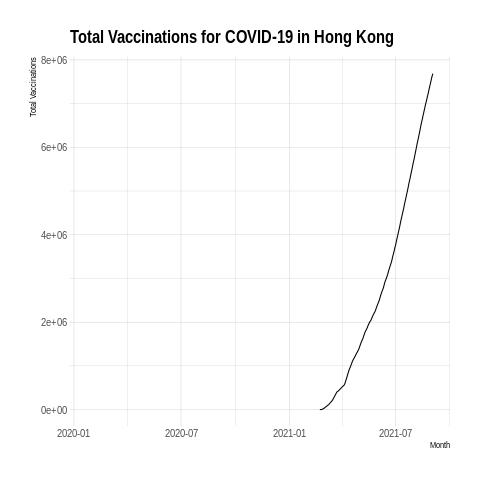 Total Vaccinations for COVID-19 in Hong Kong
Total Vaccinations
8e+06
6e+06
4e+06
2e+06
0e+00
2020-01 2020-07 2021-01 2021-07
Month